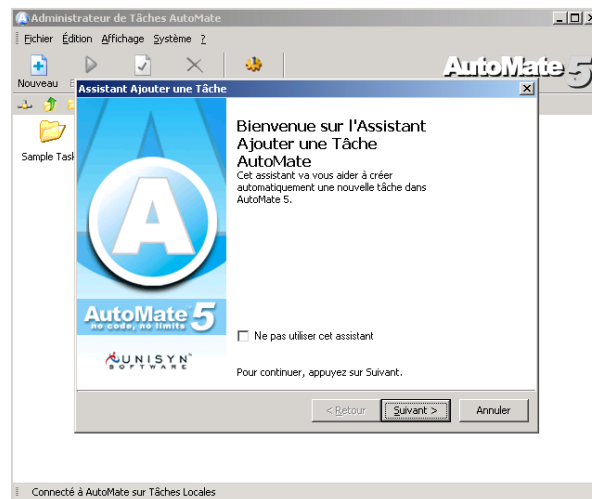 Administrateur de Tâches AutoMate
Fichier Édition Affichage Système ?
Nouveau
AutoMate 5
Assistant Ajouter une Tâche
Sample Task
Bienvenue sur l'Assistant
Ajouter une Tâche
AutoMate
Cet assistant va vous aider à créer
automatiquement une nouvelle tâche dans
AutoMate 5.
A
AutoMate 5
no code, no limits
UNISYN
SOFTWARE
Ne pas utiliser cet assistant
Pour continuer, appuyez sur Suivant.
< Retour Suivant > Annuler
Connecté à AutoMate sur Tâches Locales